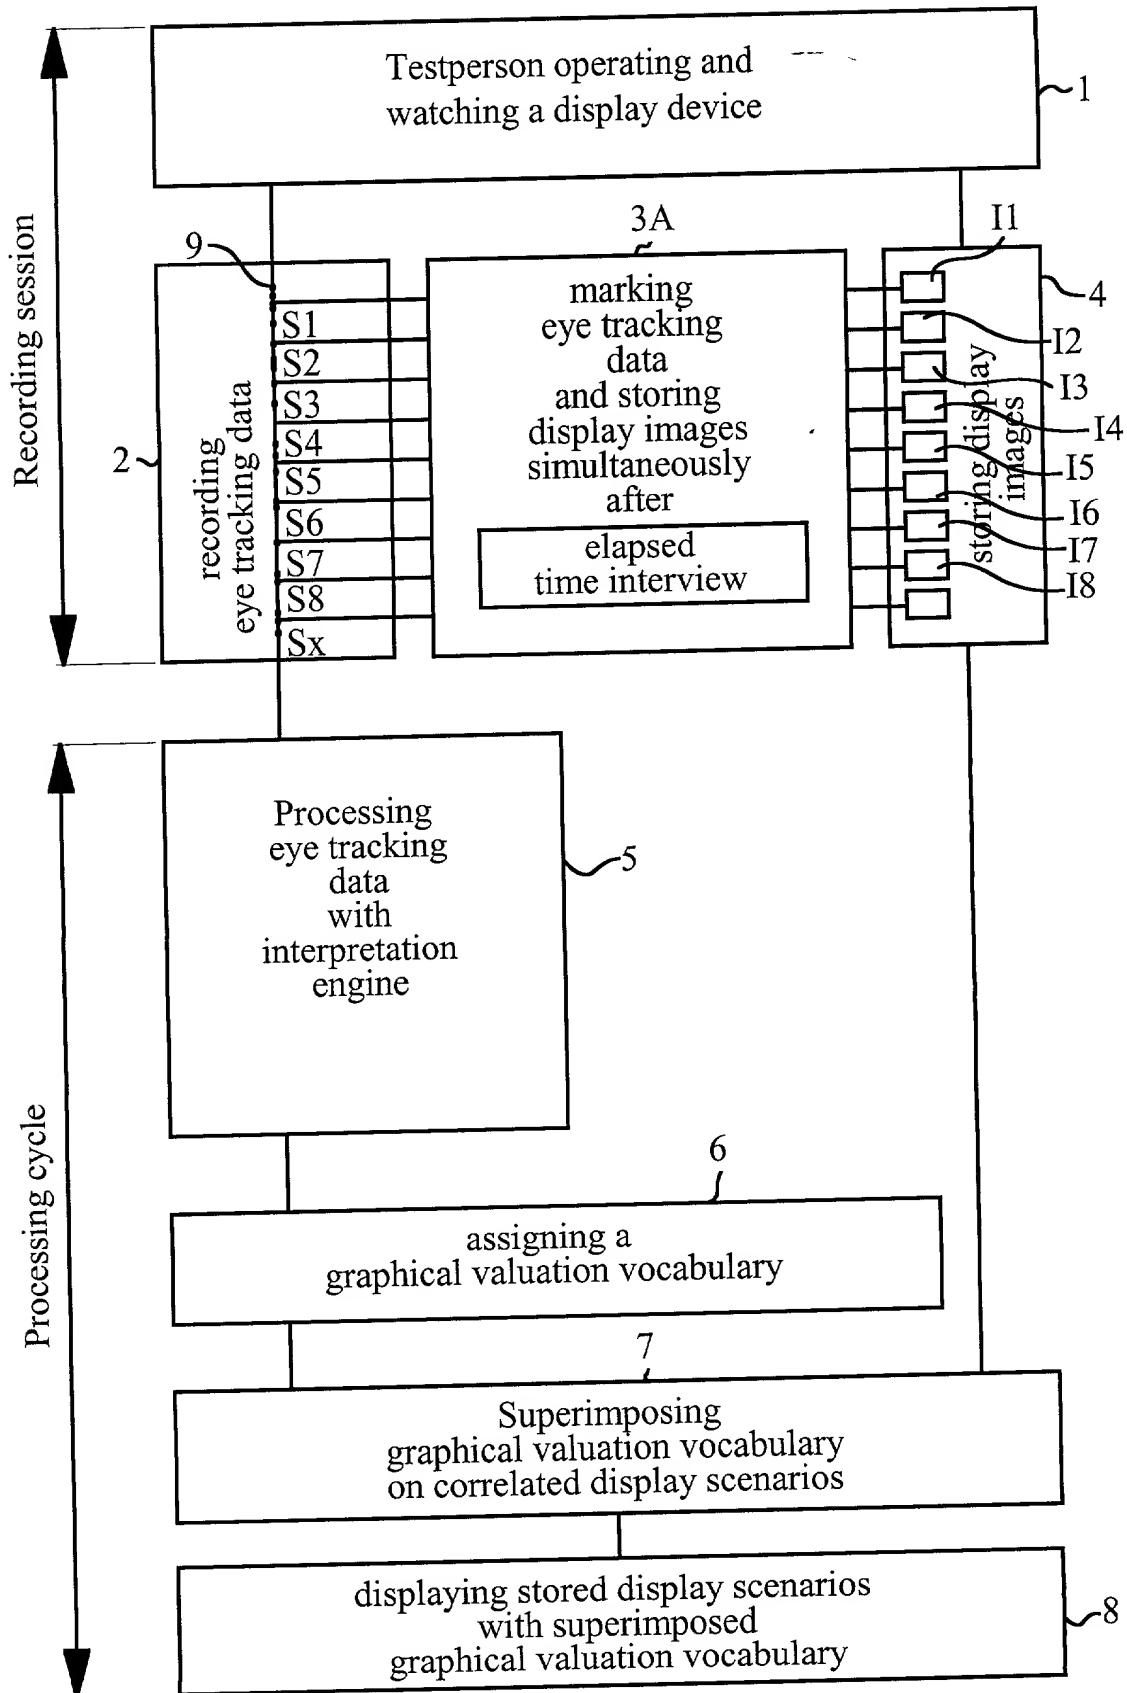 Testperson operating and
watching a display device
1
Recording session
9
3A
I1
2
recording
eye tracking data
S1
S2
S3
S4
S5
S6
S7
S8
Sx
marking
eye tracking
data
and storing
display images
simultaneously
after
elapsed
time interview
storing display
images
4
I2
I3
I4
I5
I6
I7
I8
Processing cycle
Processing
eye tracking
data
with
interpretation
engine
5
6
assigning a
graphical valuation vocabulary
7
Superimposing
graphical valuation vocabulary
on correlated display scenarios
displaying stored display scenarios
with superimposed
graphical valuation vocabulary
8